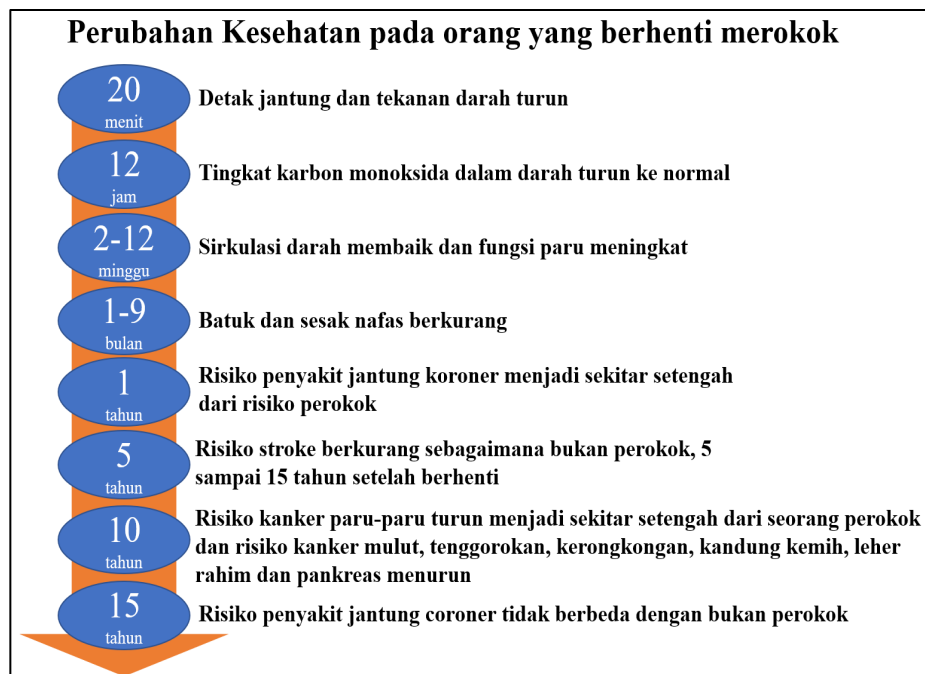 Perubahan Kesehatan pada orang yang berhenti merokok
20
menit
Detak jantung dan tekanan darah turun
12
jam
Tingkat karbon monoksida dalam darah turun ke normal
2-12
minggu
Sirkulasi darah membaik dan fungsi paru meningkat
1-9
bulan
Batuk dan sesak nafas berkurang
1
tahun
Risiko penyakit jantung koroner menjadi sekitar setengah
dari risiko perokok
5
tahun
Risiko stroke berkurang sebagaimana bukan perokok, 5
sampai 15 tahun setelah berhenti
10
tahun
Risiko kanker paru-paru turun menjadi sekitar setengah dari seorang perokok
dan risiko kanker mulut, tenggorokan, kerongkongan, kandung kemih, leher
rahim dan pankreas menurun
15
tahun
Risiko penyakit jantung coroner tidak berbeda dengan bukan perokok